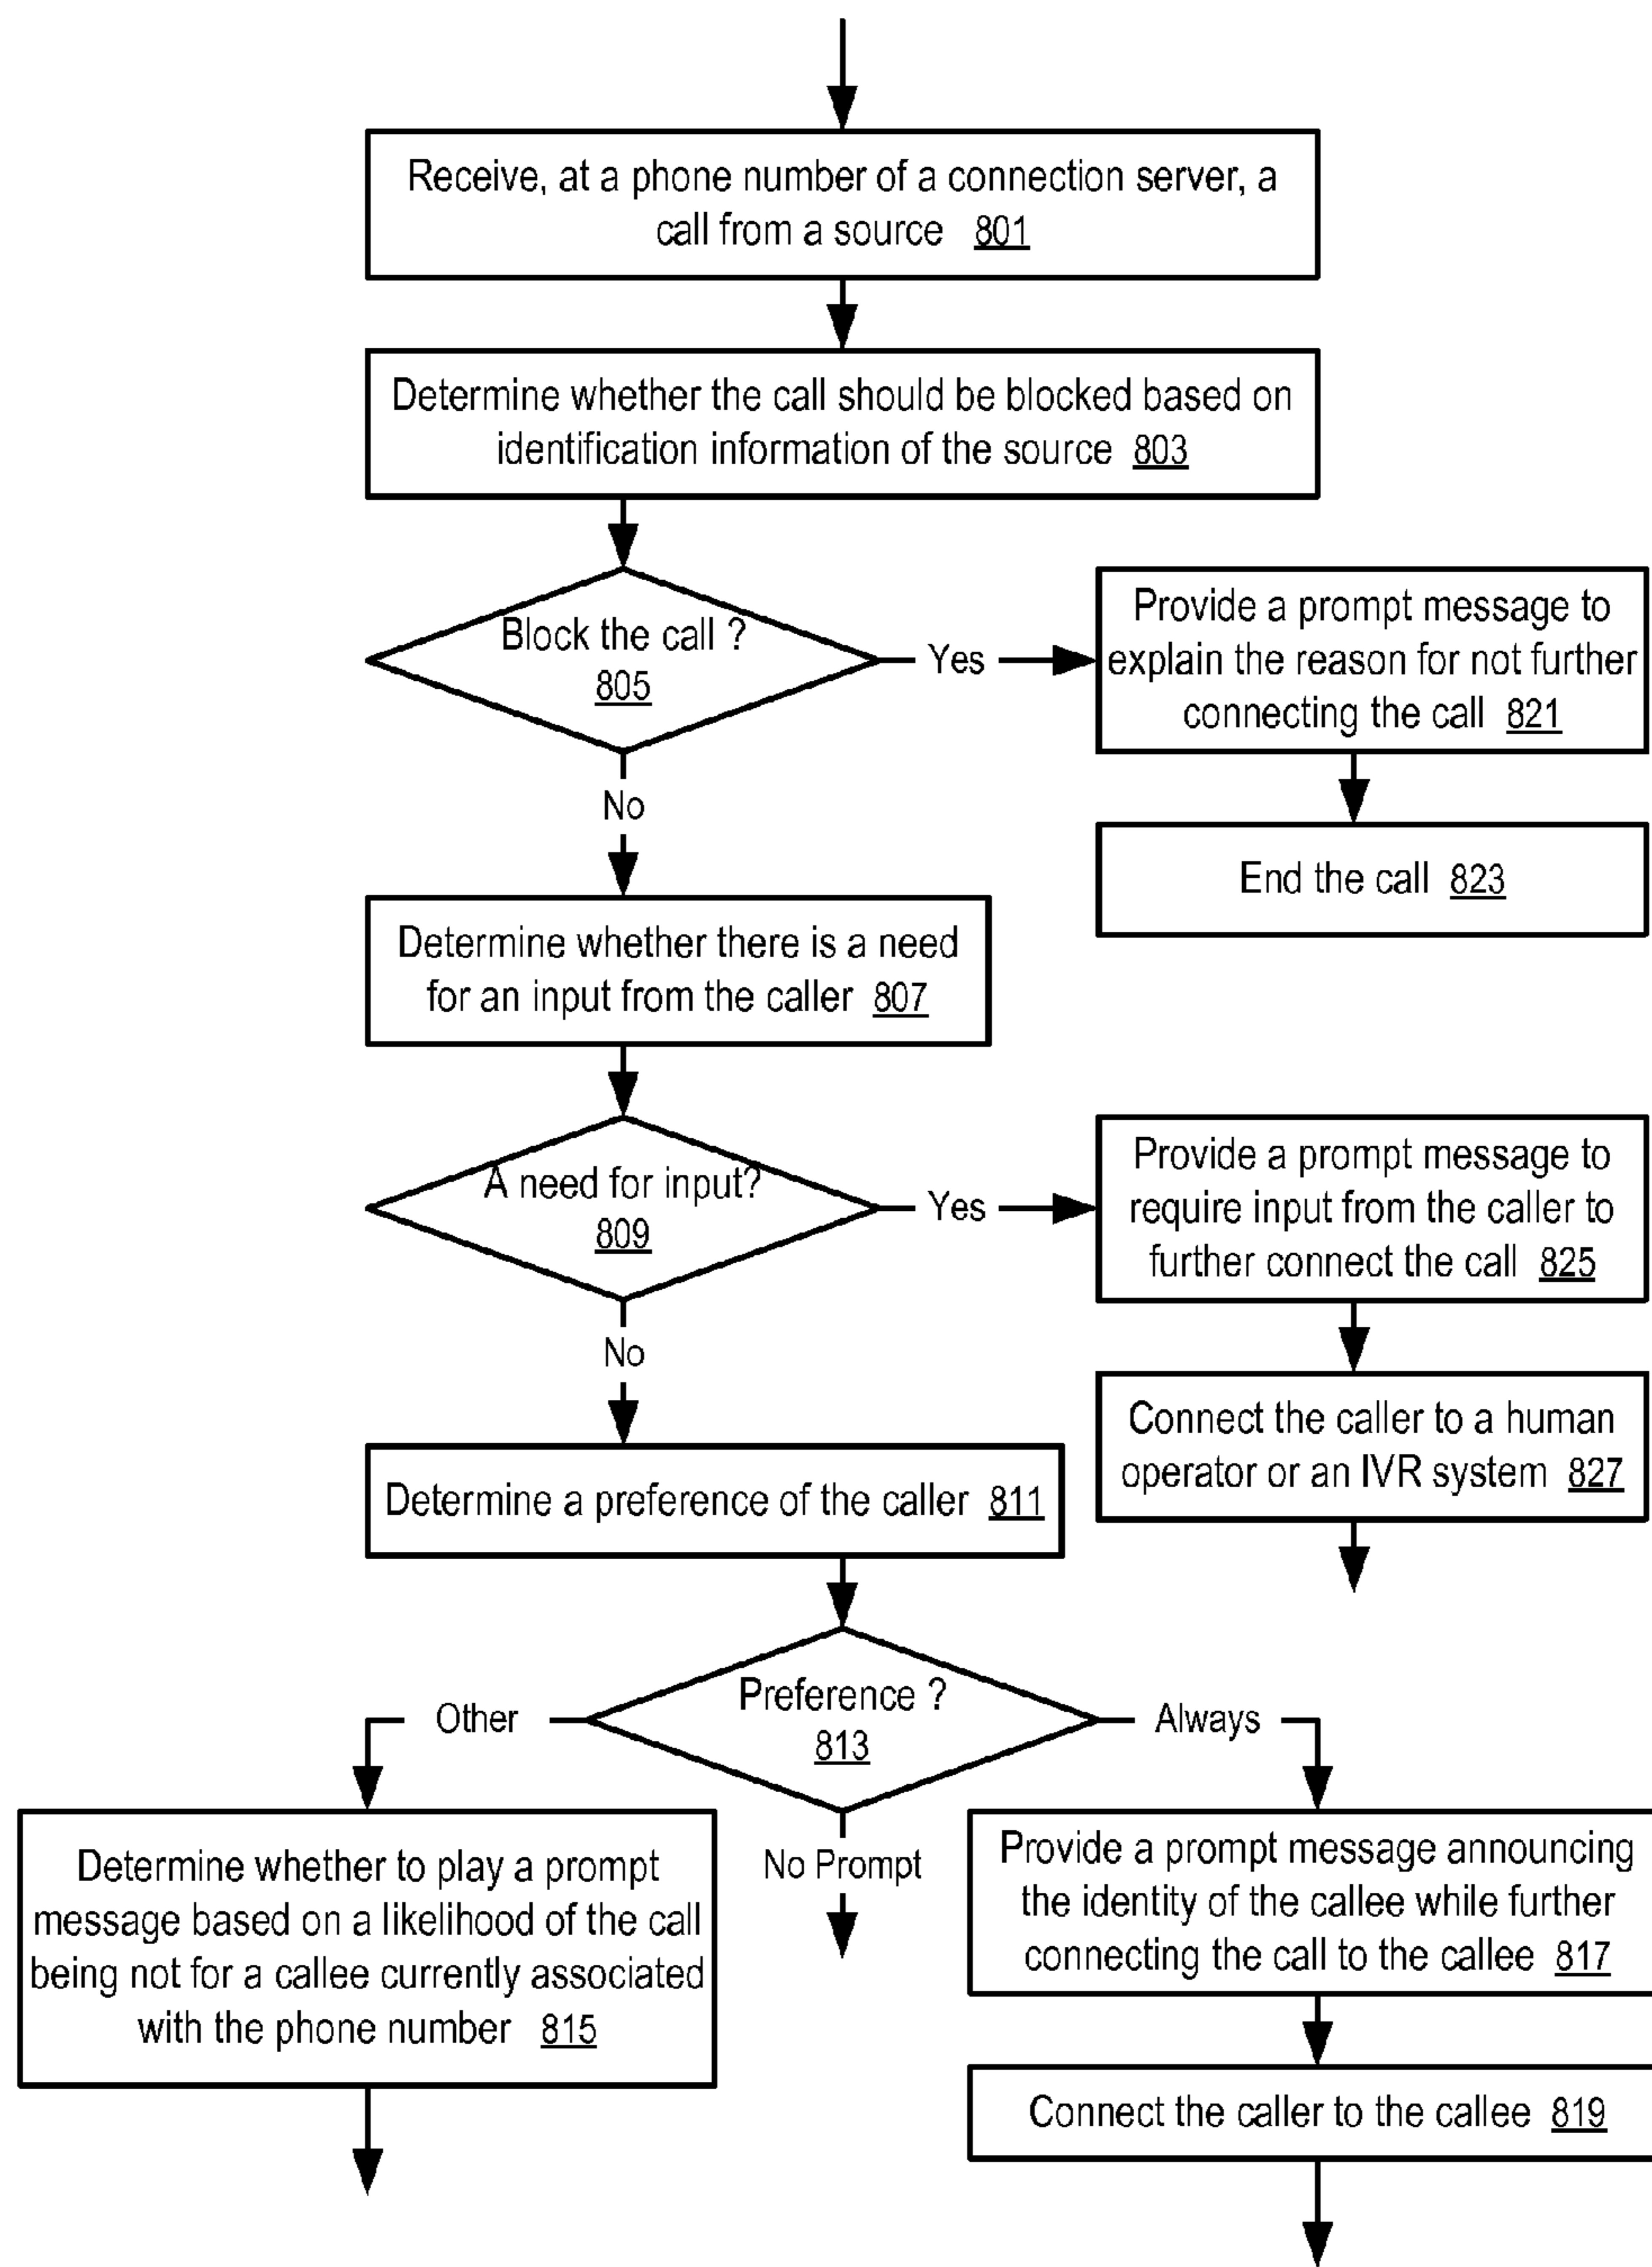 Receive, at a phone number of a connection server, a
call from a source 801
Determine whether the call should be blocked based on
identification information of the source 803
Block the call ?
805
Yes
Provide a prompt message to
explain the reason for not further
connecting the call 821
No
End the call 823
Determine whether there is a need
for an input from the caller 807
A need for input?
809
Yes
Provide a prompt message to
require input from the caller to
further connect the call 825
No
Connect the caller to a human
operator or an IVR system 827
Determine a preference of the caller 811
Preference ?
813
Other
Always
No Prompt
Determine whether to play a prompt
message based on a likelihood of the call
being not for a callee currently associated
with the phone number 815
Provide a prompt message announcing
the identity of the callee while further
connecting the call to the callee 817
Connect the caller to the callee 819